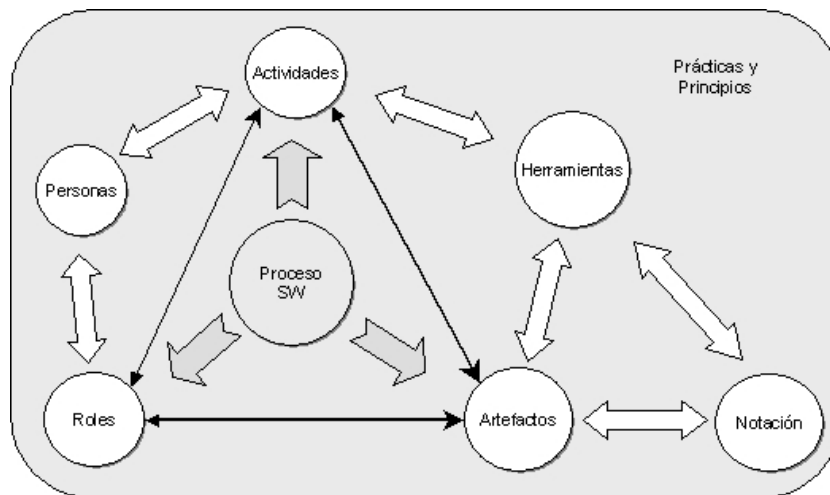 Actividades
Prácticas y
Principios
Herramientas
Personas
Proceso
SW
Roles
Artefactos
Notación